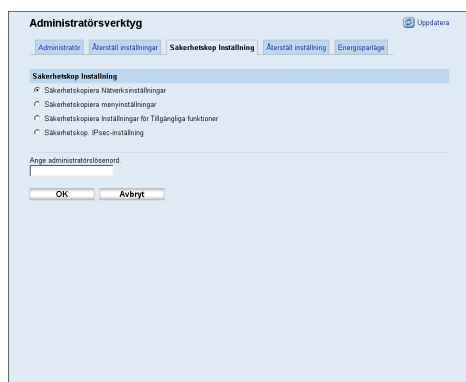 Administratörsverktyg
Uppdatera
Administratör Återställ inställningar Säkerhetskop Inställning Återställ inställning Energisparläge
Säkerhetskop Inställning
Säkerhetskopiera Nätverksinställningar
Säkerhetskopiera menyinställningar
Säkerhetskopiera Inställningar för Tillgängliga funktioner
Säkerhetskop. IPsec-inställning
Ange administratörslösenord.
OK Avbryt